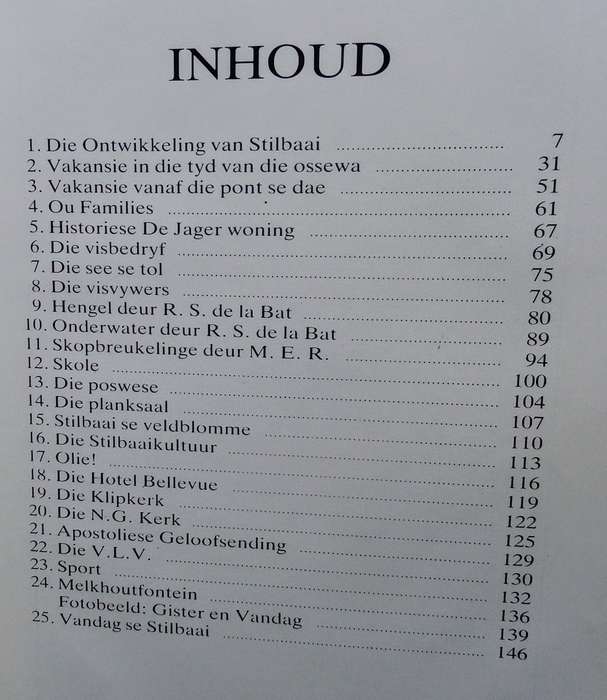 INHOUD
1. Die Ontwikkeling van Stilbaai 7
2. Vakansie in die tyd van die ossewa 31
3. Vakansie vanaf die pont se dae 51
4. Ou Families 61
5. Historiese De Jager woning 67
6. Die visbedryf 69
7. Die see se tol 75
8. Die visvywers 78
9. Hengel deur R. S. de la Bat 80
10. Onderwater deur R. S. de la Bat 89
11. Skopbreukelinge deur M. E. R. 94
12. Skole 100
13. Die poswese 104
14. Die planksaal 107
15. Stilbaai se veldblomme 110
16. Die Stilbaaikultuur 113
17. Olie! 116
18. Die Hotel Bellevue 119
19. Die Klipkerk 122
20. Die N.G. Kerk 125
21. Apostoliese Geloofsending 129
22. Die V.L.V. 130
23. Sport 132
24. Melkhoutfontein 136
Fotobeeld: Gister en Vandag 139
25. Vandag se Stilbaai 146